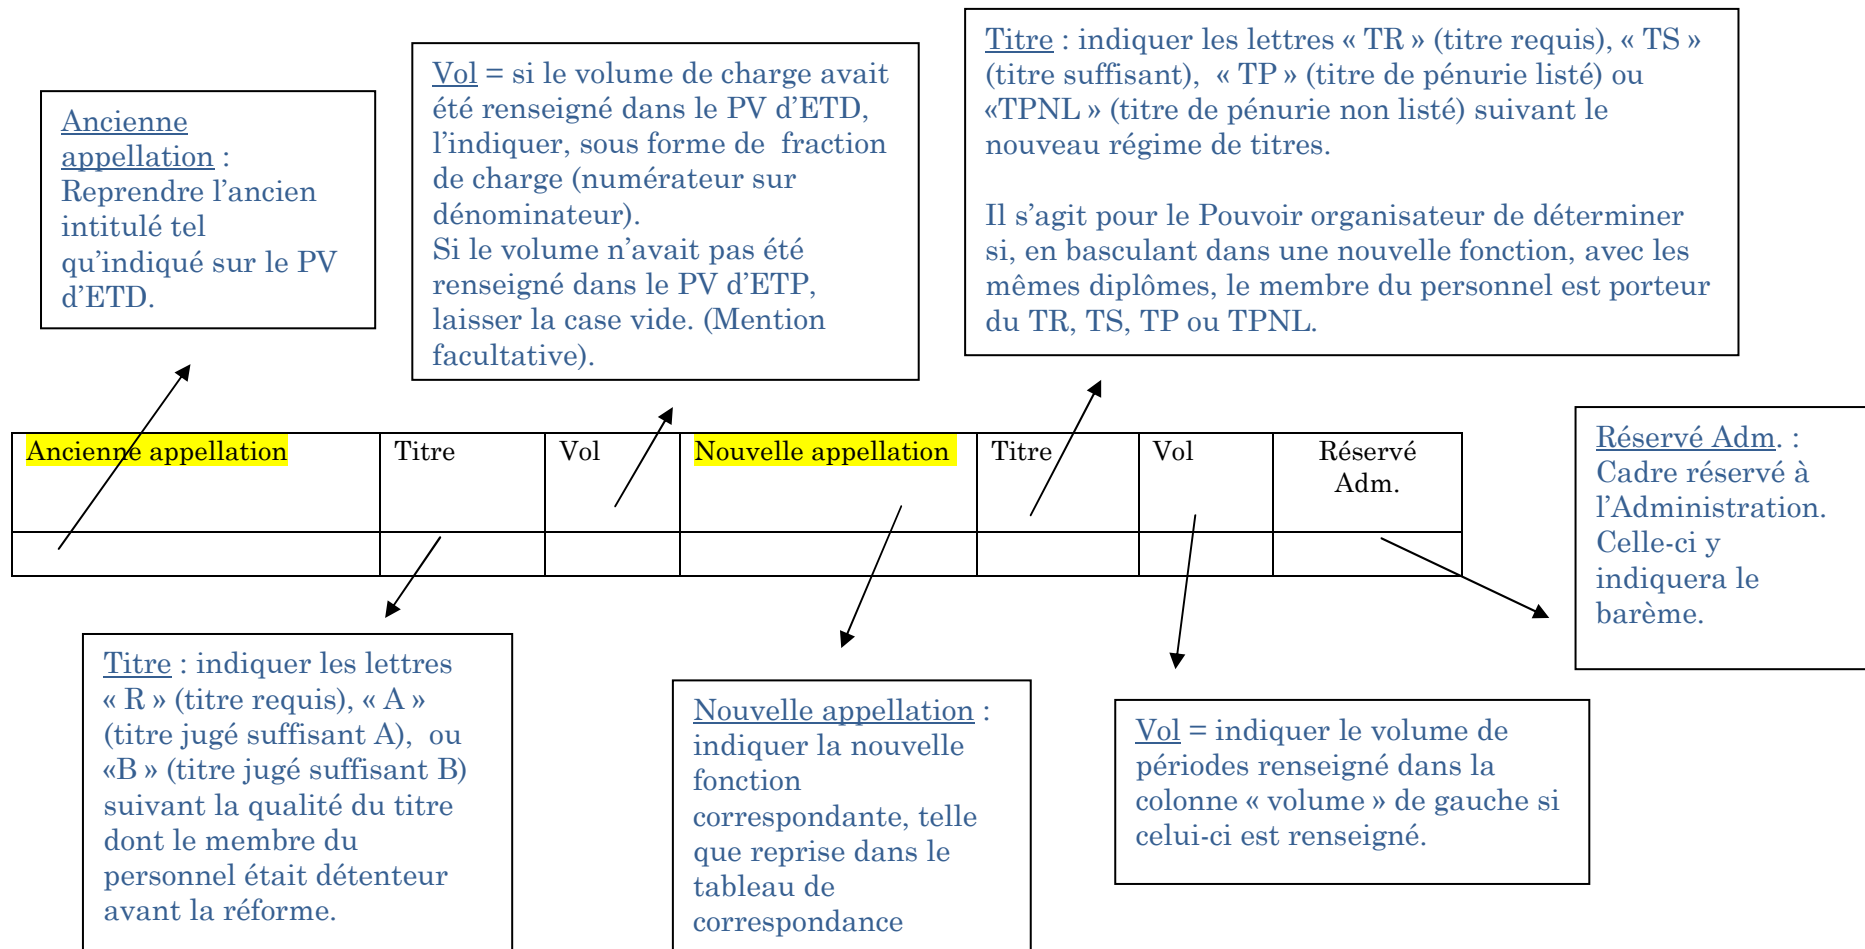 Ancienne
appellation :
Reprendre l’ancien
intitulé tel
qu’indiqué sur le PV
d’ETD.
Vol = si le volume de charge avait
été renseigné dans le PV d’ETD,
l’indiquer, sous forme de fraction
de charge (numérateur sur
dénominateur).
Si le volume n’avait pas été
renseigné dans le PV d’ETP,
laisser la case vide. (Mention
facultative).
Titre : indiquer les lettres « TR » (titre requis), « TS »
(titre suffisant), « TP » (titre de pénurie listé) ou
«TPNL » (titre de pénurie non listé) suivant le
nouveau régime de titres.
Il s’agit pour le Pouvoir organisateur de déterminer
si, en basculant dans une nouvelle fonction, avec les
mêmes diplômes, le membre du personnel est porteur
du TR, TS, TP ou TPNL.
Ancienne appellation Titre Vol Nouvelle appellation Titre Vol Réservé
Adm.
Réservé Adm. :
Cadre réservé à
l’Administration.
Celle-ci y
indiquera le
barème.
Titre : indiquer les lettres
« R » (titre requis), « A »
(titre jugé suffisant A), ou
«B » (titre jugé suffisant B)
suivant la qualité du titre
dont le membre du
personnel était détenteur
avant la réforme.
Nouvelle appellation :
indiquer la nouvelle
fonction
correspondante, telle
que reprise dans le
tableau de
correspondance
Vol = indiquer le volume de
périodes renseigné dans la
colonne « volume » de gauche si
celui-ci est renseigné.